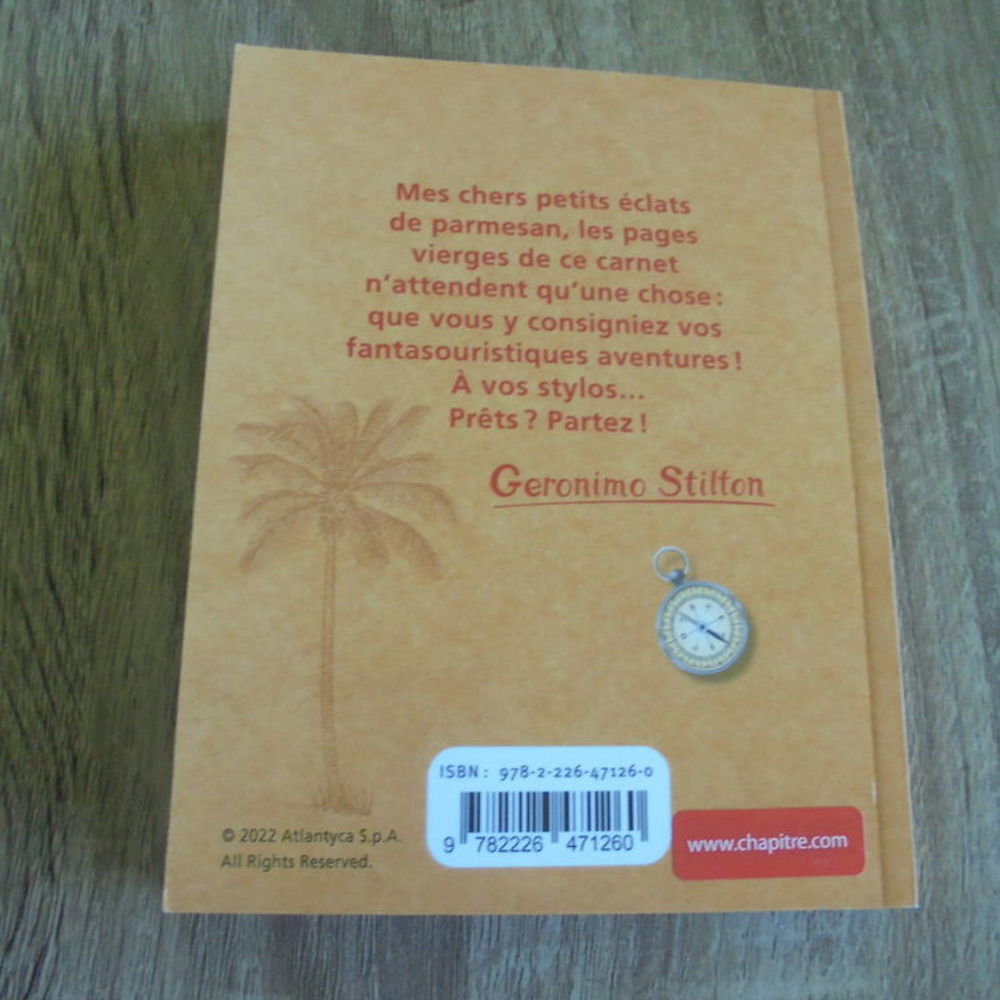 Mes chers petits éclats
de parmesan, les pages
vierges de ce carnet
n'attendent qu'une chose :
que vous y consigniez vos
fantasouristiques aventures !
À vos stylos...
Prêts ? Partez !
Geronimo Stilton
ISBN : 978-2-226-47126-0
9 782226 471260
© 2022 Atlantyca S.p.A.
All Rights Reserved.
www.chapitre.com